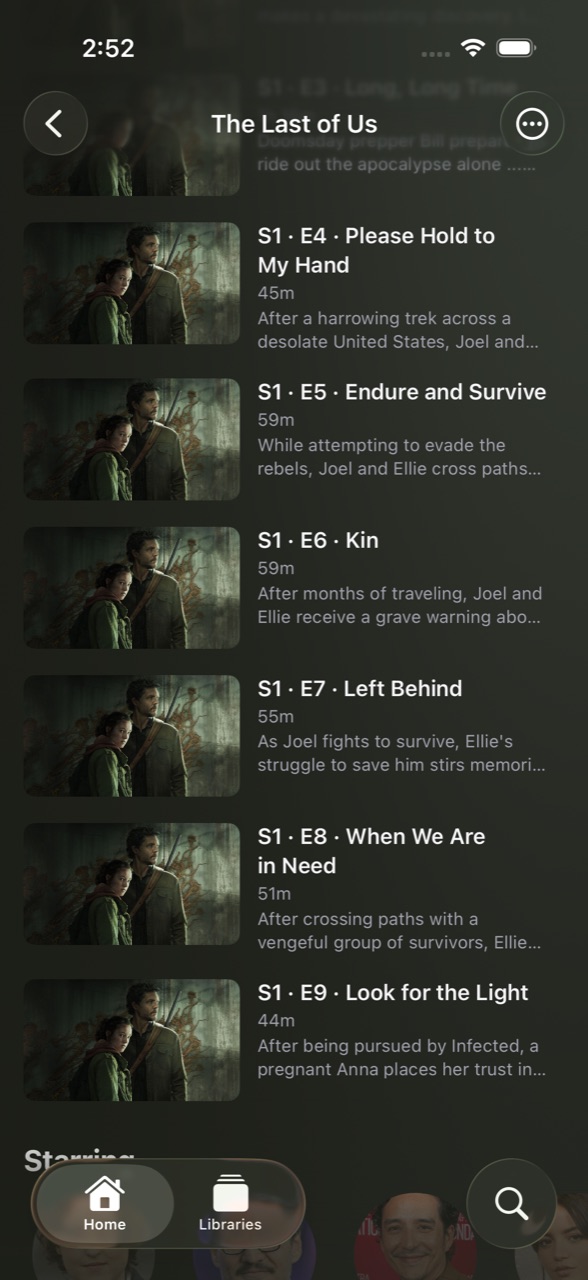 2:52
makes a devastating discovery
S1 · E3 · Long, Long Time
The Last of Us
Doomsday prepper Bill prepar
ride out the apocalypse alone ……
S1 · E4 · Please Hold to
My Hand
45m
After a harrowing trek across a
desolate United States, Joel and…
S1 · E5 · Endure and Survive
59m
While attempting to evade the
rebels, Joel and Ellie cross paths…
S1 · E6 · Kin
59m
After months of traveling, Joel and
Ellie receive a grave warning abo…
S1 · E7 · Left Behind
55m
As Joel fights to survive, Ellie's
struggle to save him stirs memori…
S1 · E8 · When We Are
in Need
51m
After crossing paths with a
vengeful group of survivors, Ellie…
S1 · E9 · Look for the Light
44m
After being pursued by Infected, a
pregnant Anna places her trust in…
Starring
Home
Libraries